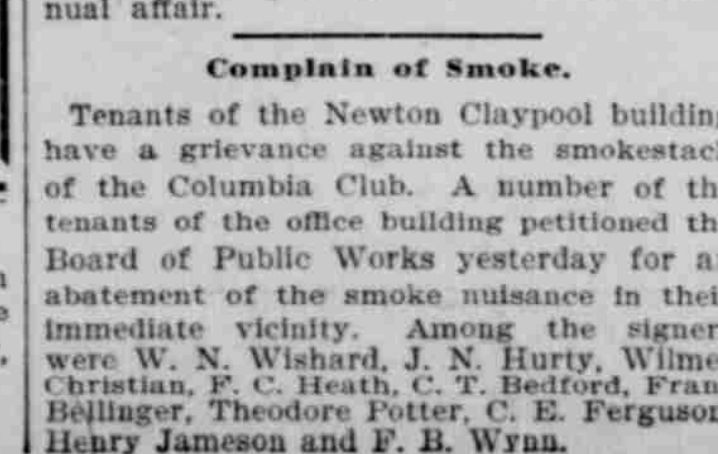 nual affair.
Complain of Smoke.
Tenants of the Newton Claypool building
have a grievance against the smokestack
of the Columbia Club. A number of th
tenants of the office building petitioned th
Board of Public Works yesterday for a
abatement of the smoke nuisance in thei
immediate vicinity. Among the signer
were W. N. Wishard, J. N. Hurty, Wilme
Christian, F. C. Heath, C. T. Bedford, Fran
Bellinger, Theodore Potter, C. E. Ferguson
Henry Jameson and F. B. Wynn.